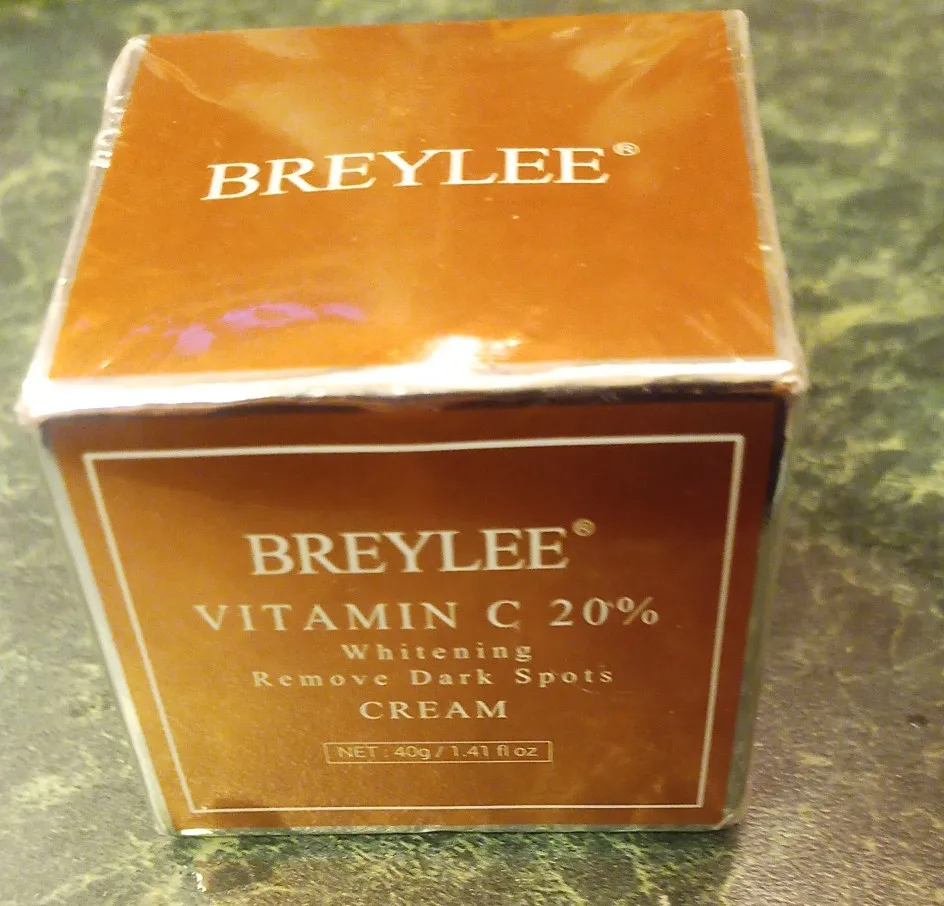 BREYLEE®
BREYLEE®
VITAMIN C 20%
Whitening
Remove Dark Spots
CREAM
NET : 40g / 1.41 fl oz